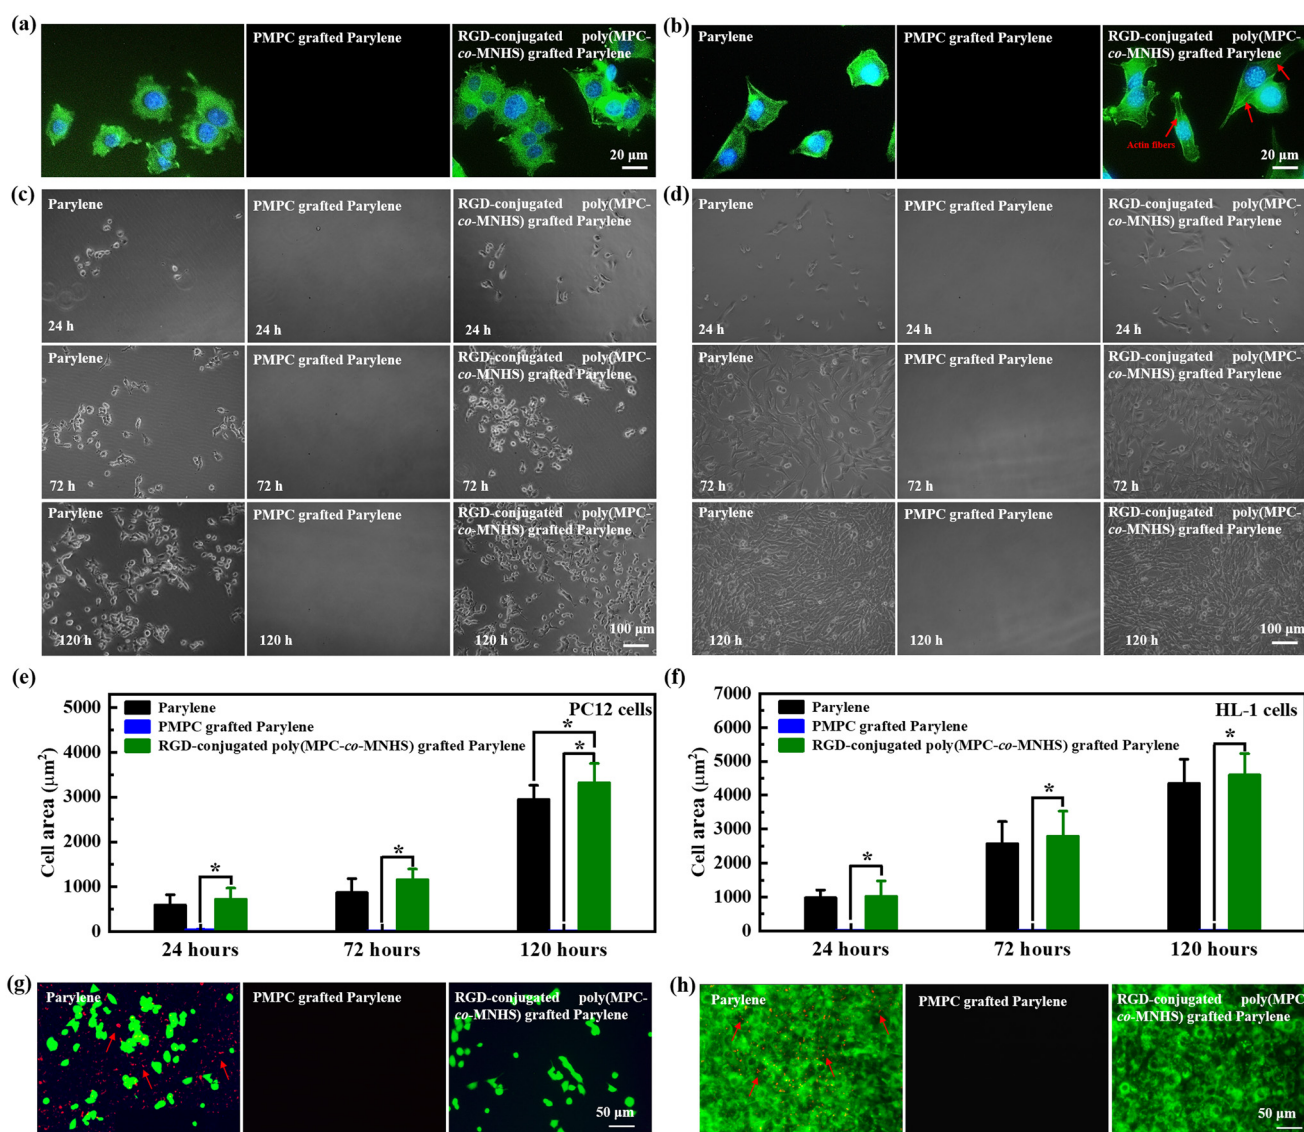 (a)
PMPC grafted Parylene
RGD-conjugated poly(MPC-
co-MNHS) grafted Parylene
20 μm
(b)
Parylene
PMPC grafted Parylene
RGD-conjugated poly(MPC-
co-MNHS) grafted Parylene
Actin fibers
20 μm
(c)
Parylene
24 h
PMPC grafted Parylene
24 h
RGD-conjugated poly(MPC-
co-MNHS) grafted Parylene
24 h
Parylene
72 h
PMPC grafted Parylene
72 h
RGD-conjugated poly(MPC-
co-MNHS) grafted Parylene
72 h
Parylene
120 h
PMPC grafted Parylene
120 h
RGD-conjugated poly(MPC-
co-MNHS) grafted Parylene
120 h
100 μm
(d)
Parylene
24 h
PMPC grafted Parylene
24 h
RGD-conjugated poly(MPC-
co-MNHS) grafted Parylene
24 h
Parylene
72 h
PMPC grafted Parylene
72 h
RGD-conjugated poly(MPC-
co-MNHS) grafted Parylene
72 h
Parylene
120 h
PMPC grafted Parylene
120 h
RGD-conjugated poly(MPC-
co-MNHS) grafted Parylene
120 h
100 μm
(e)
PC12 cells
Parylene
PMPC grafted Parylene
RGD-conjugated poly(MPC-co-MNHS) grafted Parylene
Cell area (μm²)
5000
4000
3000
2000
1000
0
*
*
*
*
24 hours
72 hours
120 hours
(f)
HL-1 cells
Parylene
PMPC grafted Parylene
RGD-conjugated poly(MPC-co-MNHS) grafted Parylene
Cell area (μm²)
7000
6000
5000
4000
3000
2000
1000
0
*
*
*
24 hours
72 hours
120 hours
(g)
Parylene
PMPC grafted Parylene
RGD-conjugated poly(MPC-
co-MNHS) grafted Parylene
50 μm
(h)
Parylene
PMPC grafted Parylene
RGD-conjugated poly(MPC-
co-MNHS) grafted Parylene
50 μm